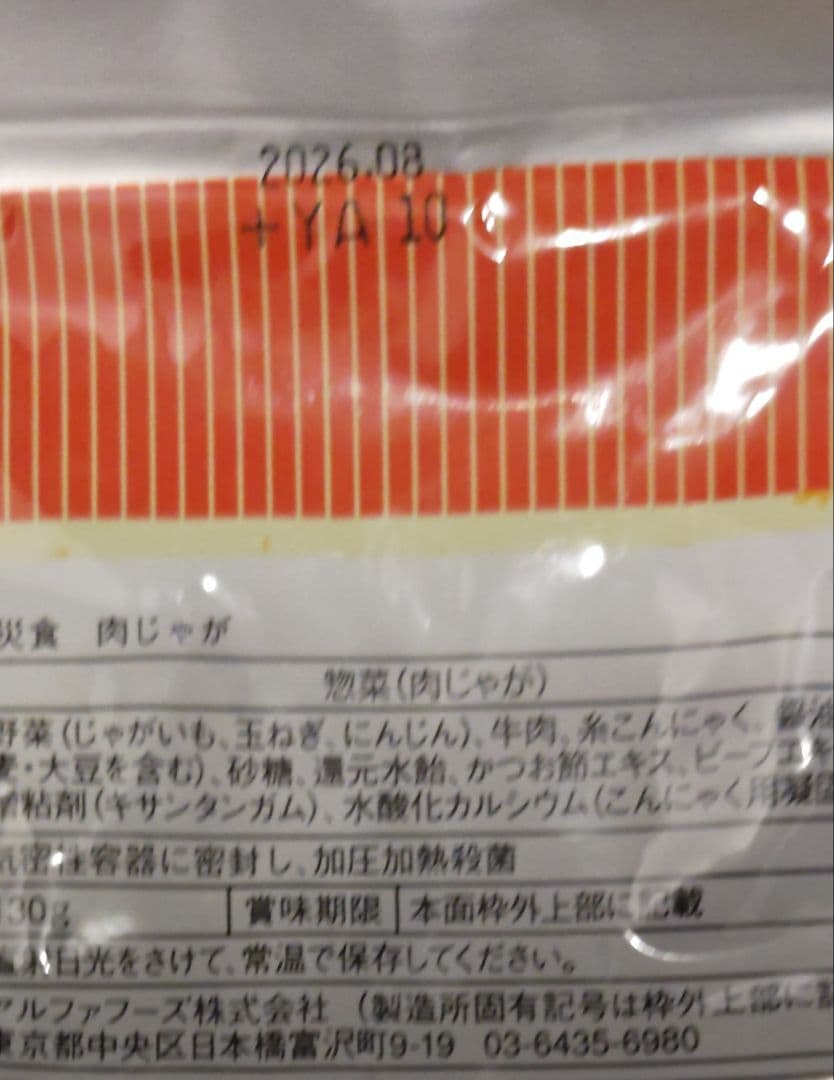 2026.08
+YA 10
災食 肉じゃが
惣菜(肉じゃが)
野菜(じゃがいも、玉ねぎ、にんじん)、牛肉、糸こんにゃく、醤油
麦・大豆を含む)、砂糖、還元水飴、かつお節エキス、ビーフエキ
増粘剤(キサンタンガム)、水酸化カルシウム(こんにゃく用凝固
気密性容器に密封し、加圧加熱殺菌
130g 賞味期限 本面枠外上部に記載
直射日光をさけて、常温で保存してください。
アルファフーズ株式会社 (製造所固有記号は枠外上部に記
東京都中央区日本橋富沢町9-19 03-6435-6980